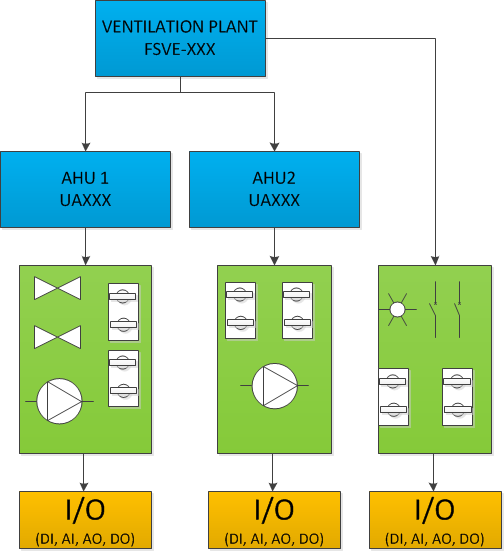 VENTILATION PLANT
FSVE-XXX
AHU 1
UAXXX
AHU2
UAXXX
I/O
(DI, AI, AO, DO)
I/O
(DI, AI, AO, DO)
I/O
(DI, AI, AO, DO)